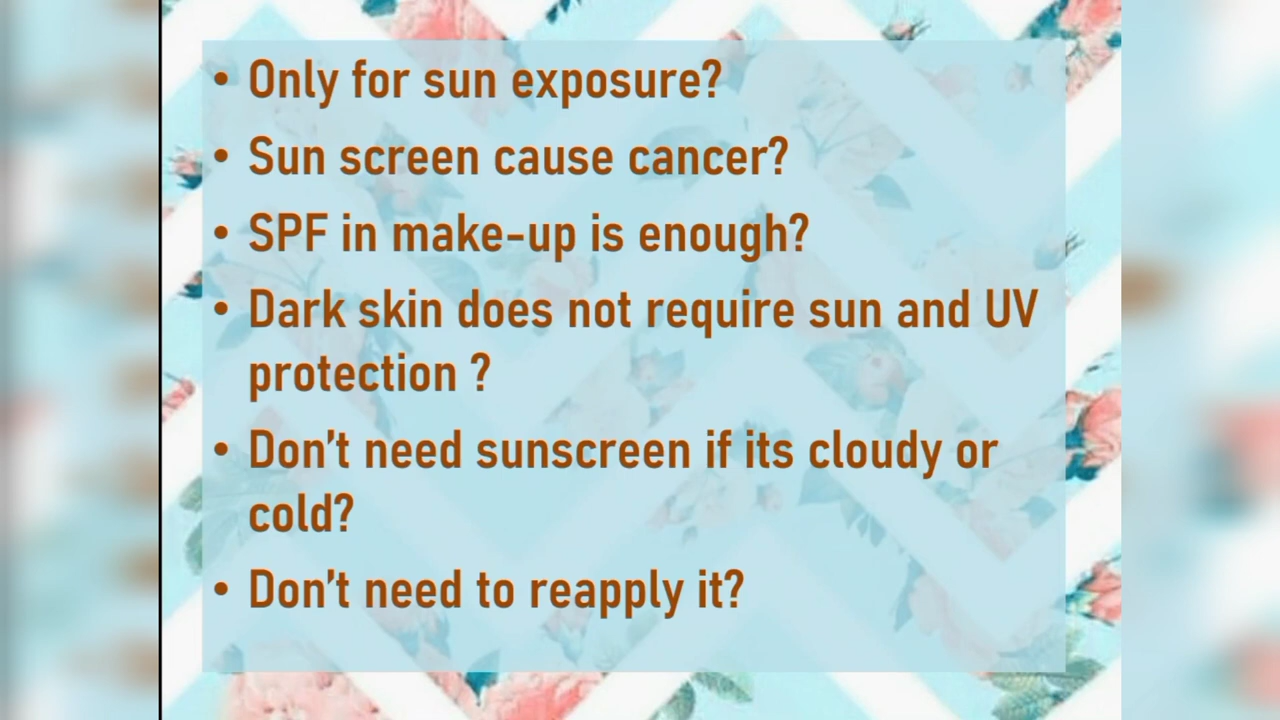 • Only for sun exposure?
• Sun screen cause cancer?
• SPF in make-up is enough?
• Dark skin does not require sun and UV
protection ?
• Don't need sunscreen if its cloudy or
cold?
• Don't need to reapply it?